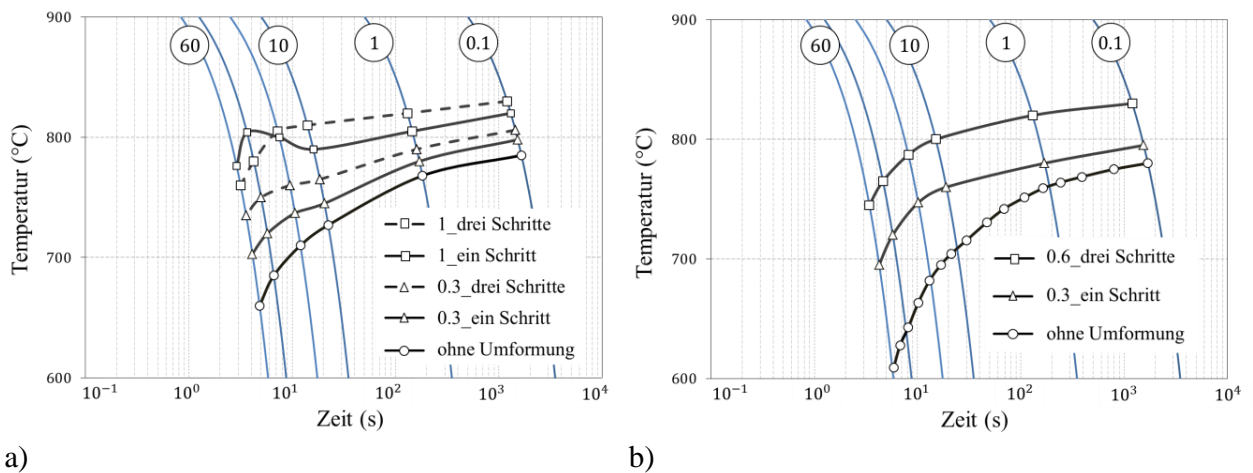 900
800
700
600
Temperatur (°C)
60
10
1
0.1
1_drei Schritte
1_ein Schritt
0.3_drei Schritte
0.3_ein Schritt
ohne Umformung
10⁻¹ 10⁰ 10¹ 10² 10³ 10⁴
Zeit (s)
a)
900
800
700
600
Temperatur (°C)
60
10
1
0.1
0.6_drei Schritte
0.3_ein Schritt
ohne Umformung
10⁻¹ 10⁰ 10¹ 10² 10³ 10⁴
Zeit (s)
b)